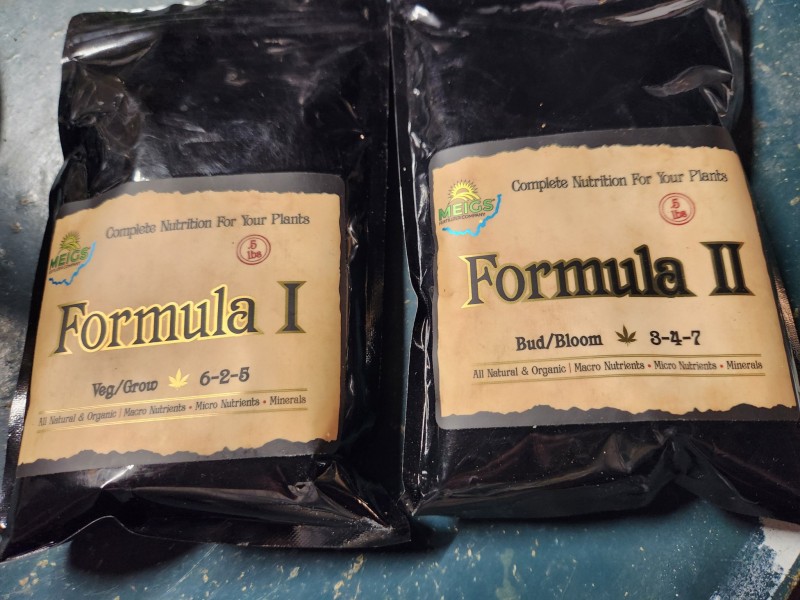 Complete Nutrition For Your Plants
MEIGS
.5
lbs
Formula I
Veg/Grow 6-2-5
All Natural & Organic | Macro Nutrients • Micro Nutrients • Minerals
Complete Nutrition For Your Plants
MEIGS
.5
lbs
Formula II
Bud/Bloom 3-4-7
All Natural & Organic | Macro Nutrients • Micro Nutrients • Minerals